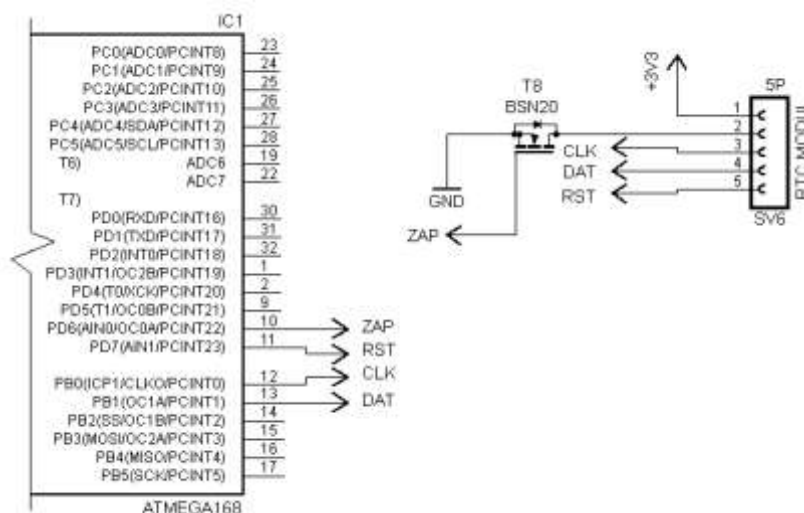 IC1
PC0(ADC0/PCINT8) 23
PC1(ADC1/PCINT9) 24
PC2(ADC2/PCINT10) 25
PC3(ADC3/PCINT11) 26
PC4(ADC4/SDA/PCINT12) 27
PC5(ADC5/SCL/PCINT13) 28
T6) ADC6 19
ADC7 22
T7)
PD0(RXD/PCINT16) 30
PD1(TXD/PCINT17) 31
PD2(INT0/PCINT18) 32
PD3(INT1/OC2B/PCINT19) 1
PD4(T0/XCK/PCINT20) 2
PD5(T1/OC0B/PCINT21) 9
PD6(AIN0/OC0A/PCINT22) 10 ZAP
PD7(AIN1/PCINT23) 11 RST
PB0(ICP1/CLKO/PCINT0) 12 CLK
PB1(OC1A/PCINT1) 13 DAT
PB2(SS/OC1B/PCINT2) 14
PB3(MOSI/OC2A/PCINT3) 15
PB4(MISO/PCINT4) 16
PB5(SCK/PCINT5) 17
ATMEGA168
+3V3
T8
BSN20
GND
ZAP
5P
1
2
CLK 3
DAT 4
RST 5
SV6
RTC MODUL